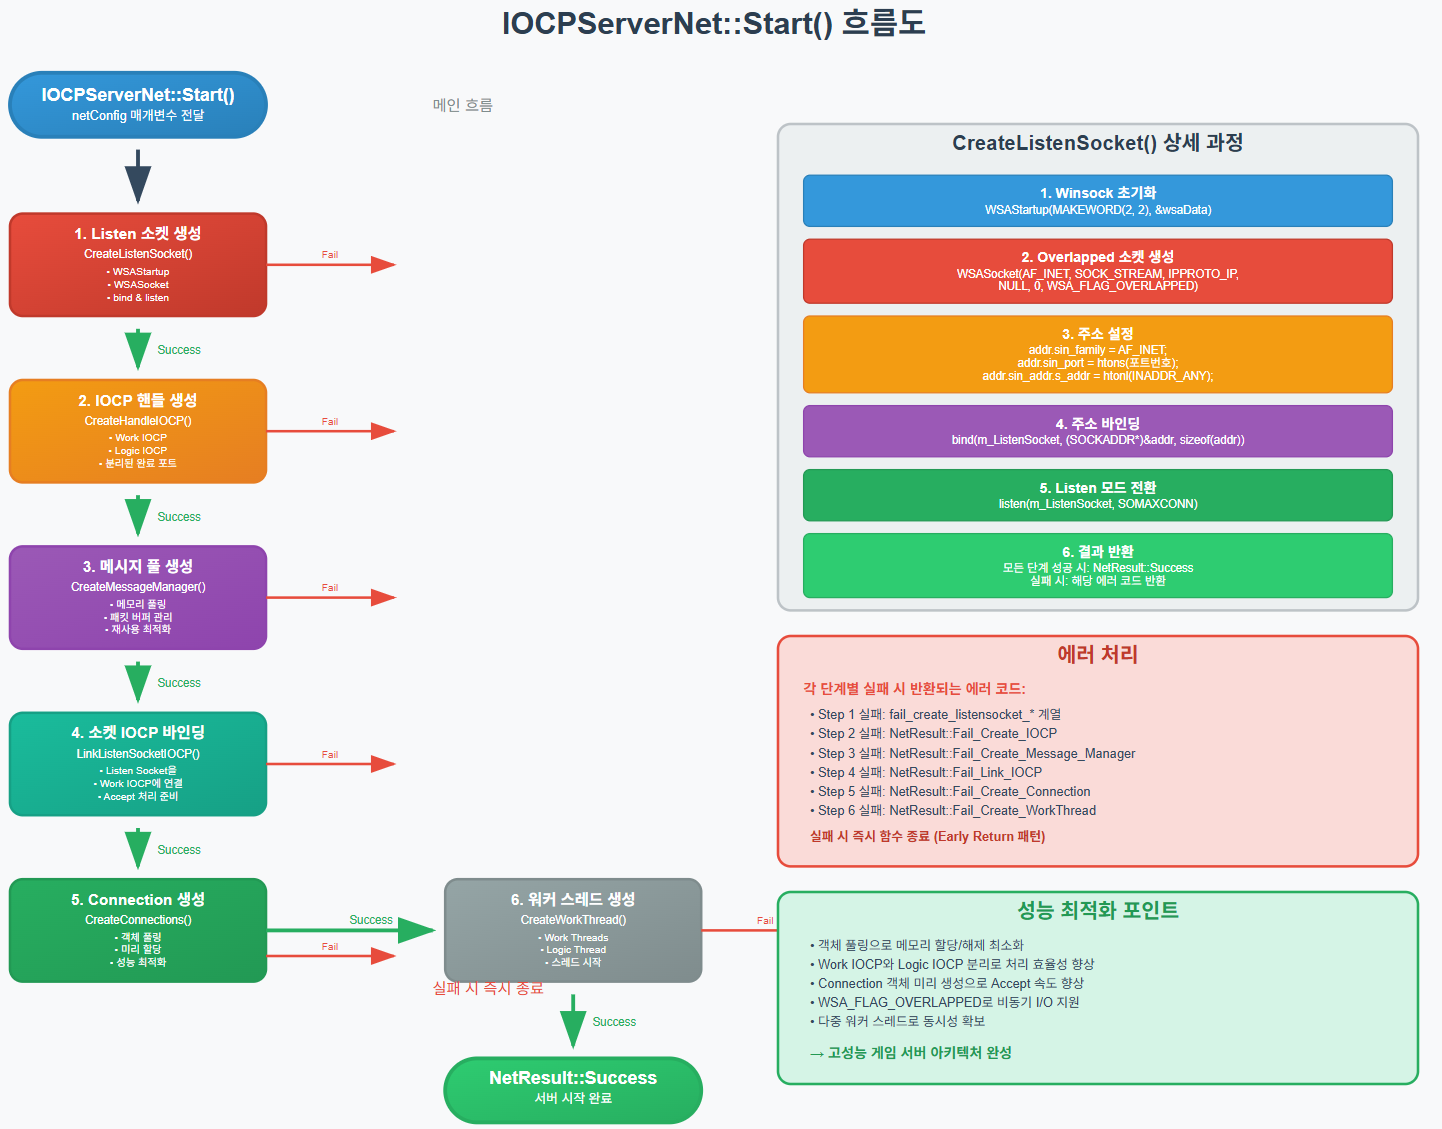 IOCPServerNet::Start() 흐름도
IOCPServerNet::Start()
netConfig 매개변수 전달
메인 흐름
1. Listen 소켓 생성
CreateListenSocket()
- WSAStartup
- WSASocket
- bind & listen
Fail
Success
2. IOCP 핸들 생성
CreateHandleIOCP()
- Work IOCP
- Logic IOCP
- 분리된 완료 포트
Fail
Success
3. 메시지 풀 생성
CreateMessageManager()
- 메모리 풀링
- 패킷 버퍼 관리
- 재사용 최적화
Fail
Success
4. 소켓 IOCP 바인딩
LinkListenSocketIOCP()
- Listen Socket을
- Work IOCP에 연결
- Accept 처리 준비
Fail
Success
5. Connection 생성
CreateConnections()
- 객체 풀링
- 미리 할당
- 성능 최적화
Success
Fail
6. 워커 스레드 생성
CreateWorkThread()
- Work Threads
- Logic Thread
- 스레드 시작
Fail
실패 시 즉시 종료
Success
NetResult::Success
서버 시작 완료
CreateListenSocket() 상세 과정
1. Winsock 초기화
WSAStartup(MAKEWORD(2, 2), &wsaData)
2. Overlapped 소켓 생성
WSASocket(AF_INET, SOCK_STREAM, IPPROTO_IP,
NULL, 0, WSA_FLAG_OVERLAPPED)
3. 주소 설정
addr.sin_family = AF_INET;
addr.sin_port = htons(포트번호);
addr.sin_addr.s_addr = htonl(INADDR_ANY);
4. 주소 바인딩
bind(m_ListenSocket, (SOCKADDR*)&addr, sizeof(addr))
5. Listen 모드 전환
listen(m_ListenSocket, SOMAXCONN)
6. 결과 반환
모든 단계 성공 시: NetResult::Success
실패 시: 해당 에러 코드 반환
에러 처리
각 단계별 실패 시 반환되는 에러 코드:
• Step 1 실패: fail_create_listensocket_* 계열
• Step 2 실패: NetResult::Fail_Create_IOCP
• Step 3 실패: NetResult::Fail_Create_Message_Manager
• Step 4 실패: NetResult::Fail_Link_IOCP
• Step 5 실패: NetResult::Fail_Create_Connection
• Step 6 실패: NetResult::Fail_Create_WorkThread
실패 시 즉시 함수 종료 (Early Return 패턴)
성능 최적화 포인트
• 객체 풀링으로 메모리 할당/해제 최소화
• Work IOCP와 Logic IOCP 분리로 처리 효율성 향상
• Connection 객체 미리 생성으로 Accept 속도 향상
• WSA_FLAG_OVERLAPPED로 비동기 I/O 지원
• 다중 워커 스레드로 동시성 확보
→ 고성능 게임 서버 아키텍처 완성